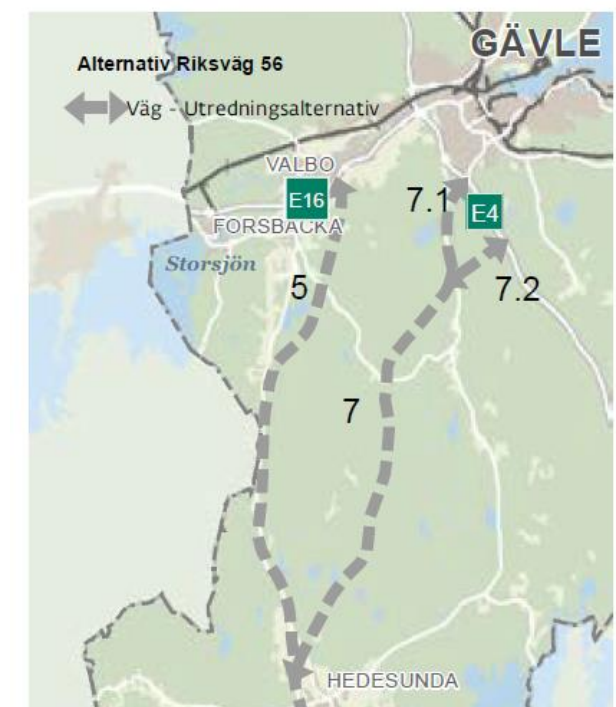 GÄVLE
Alternativ Riksväg 56
Väg - Utredningsalternativ
VALBO
E16
7.1
E4
FORSBACKA
Storsjön
5
7.2
7
HEDESUNDA